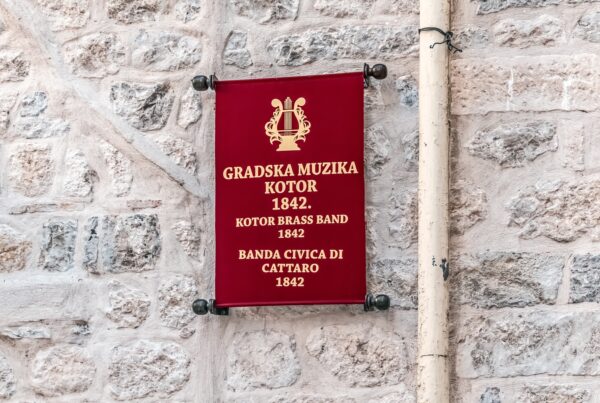 GRADSKA MUZIKA
KOTOR
1842.
KOTOR BRASS BAND
1842
BANDA CIVICA DI
CATTARO
1842